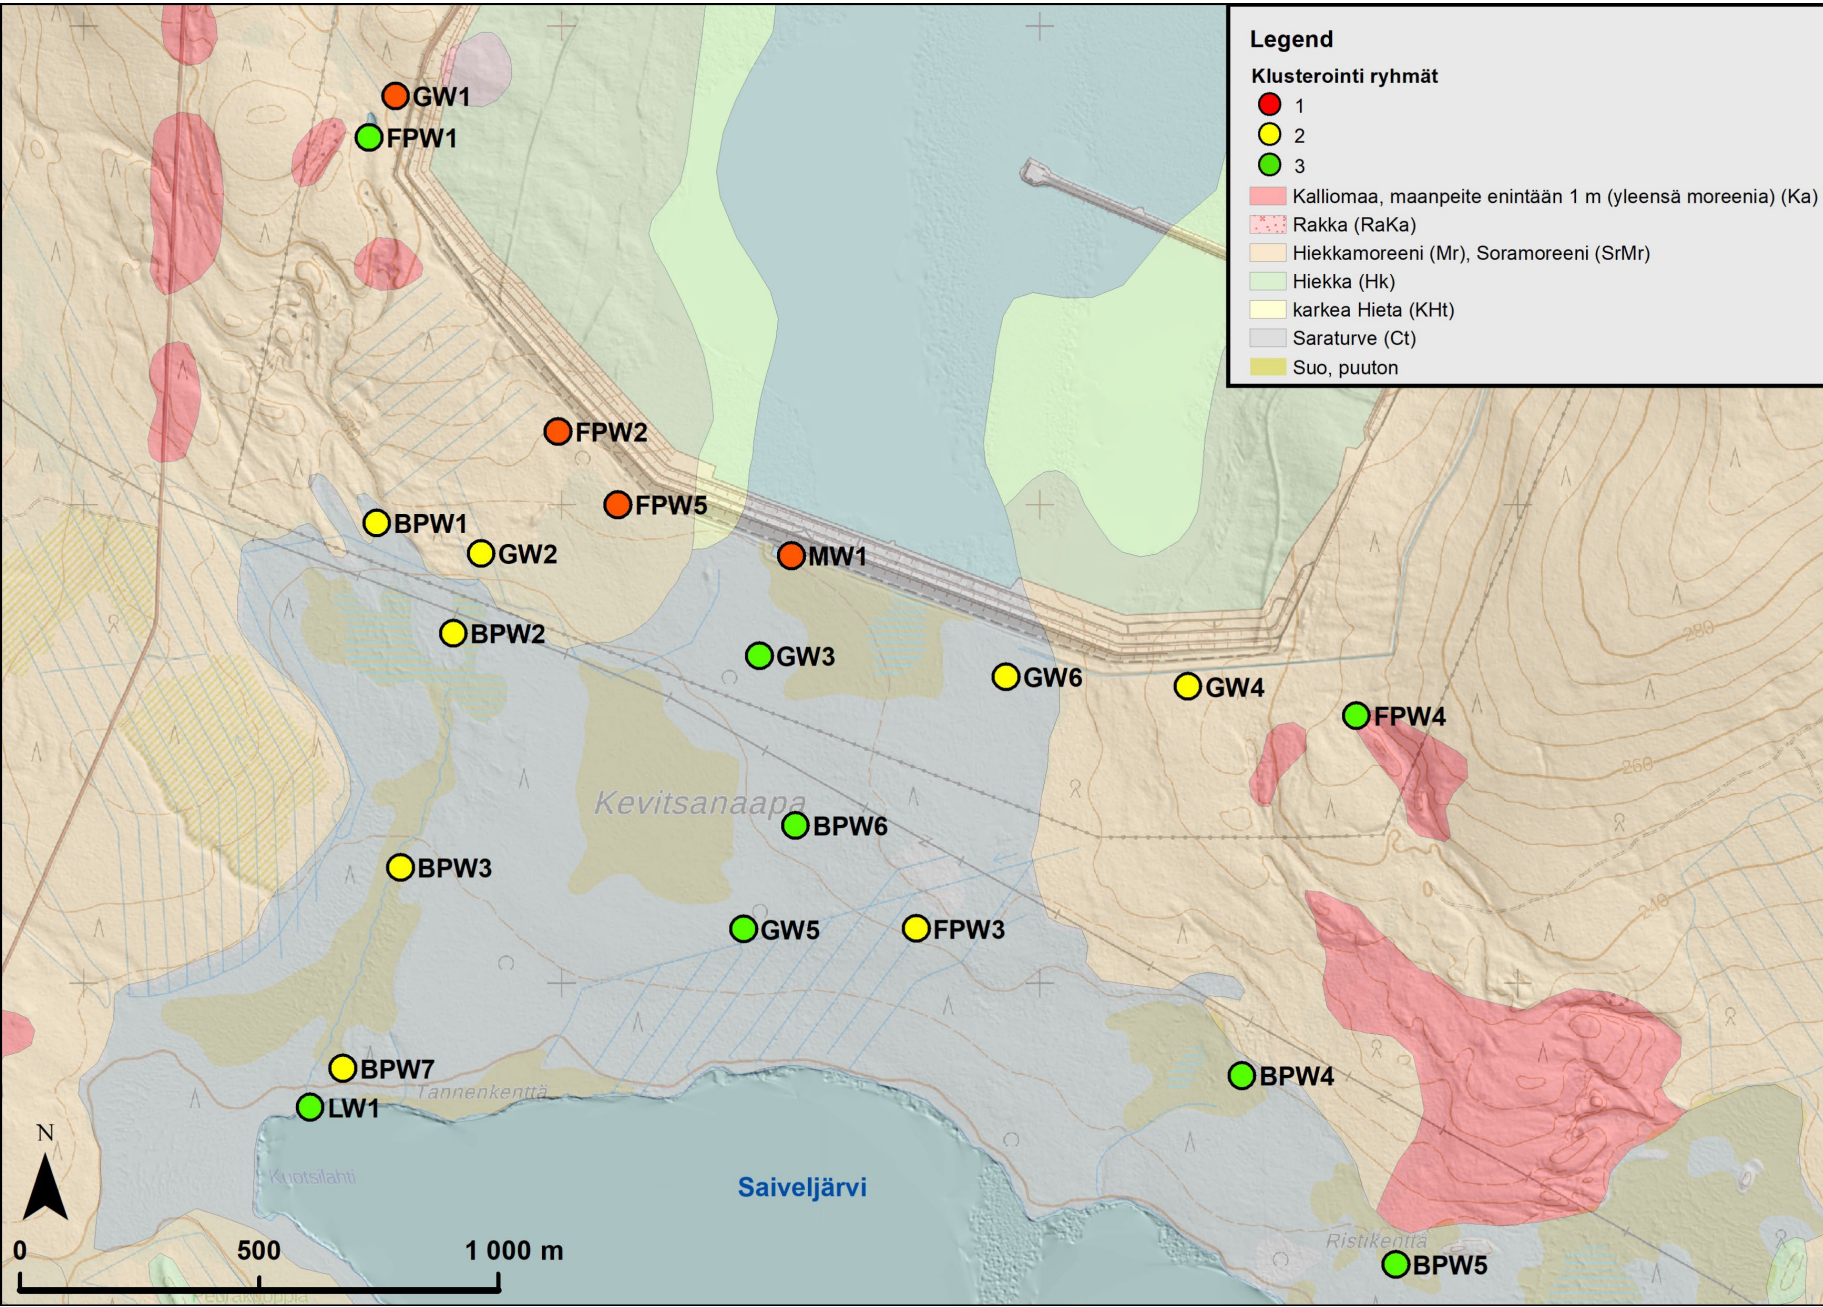 Legend
Klusterointi ryhmät
1
2
3
Kalliomaa, maanpeite enintään 1 m (yleensä moreenia) (Ka)
Rakka (RaKa)
Hiekkamoreeni (Mr), Soramoreeni (SrMr)
Hiekka (Hk)
karkea Hieta (KHt)
Saraturve (Ct)
Suo, puuton
GW1
FPW1
FPW2
FPW5
BPW1
GW2
MW1
BPW2
GW3
GW6
GW4
FPW4
280
260
240
Kevitsanaapa
BPW6
BPW3
GW5
FPW3
BPW7
Tannenkenttä
LW1
BPW4
Kuotsilahti
Saiveljärvi
Ristikenttä
BPW5
N
0 500 1 000 m